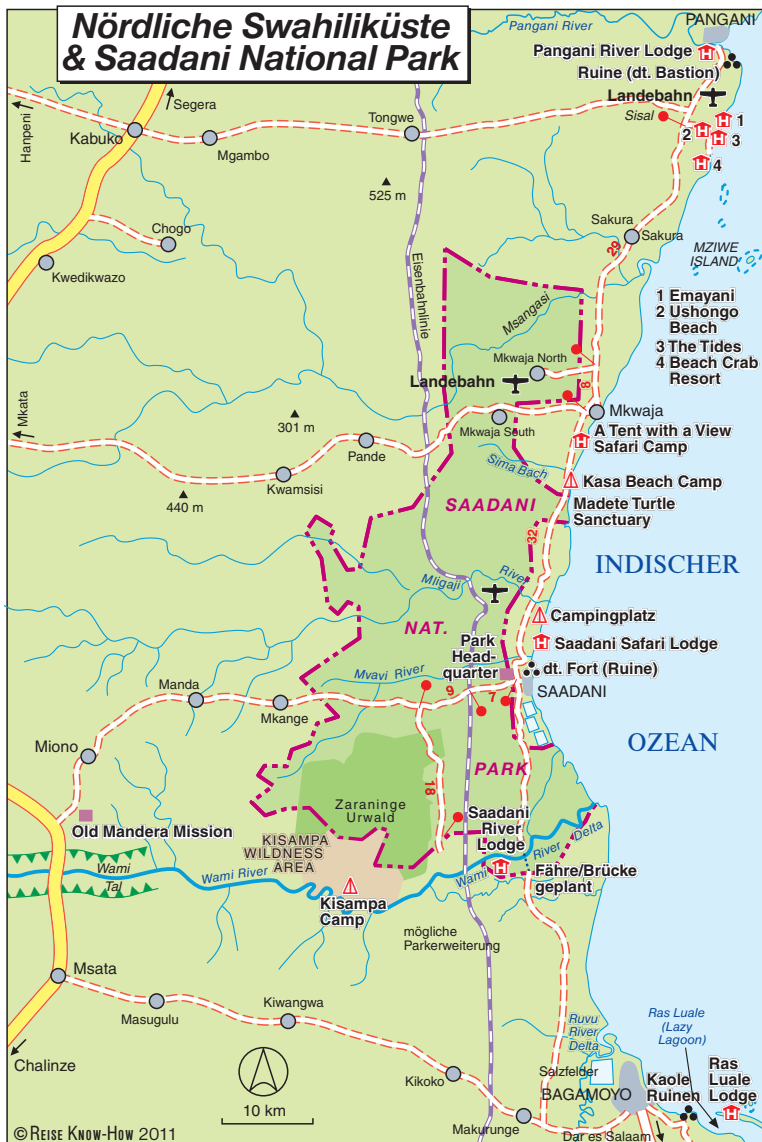 Nördliche Swahiliküste
& Saadani National Park
PANGANI
Pangani River
Pangani River Lodge
Ruine (dt. Bastion)
Landebahn
Sisal
1
2
3
4
Segera
Hanpeni
Kabuko
Mgambo
Tongwe
525 m
Chogo
Kwedikwazo
Eisenbahnlinie
Sakura
Sakura
29
MZIWE
ISLAND
Msangasi
1 Emayani
2 Ushongo
Beach
3 The Tides
4 Beach Crab
Resort
Mkwaja North
Landebahn
8
Mkwaja
Mkwaja South
Mkata
301 m
Pande
Kwamsisi
440 m
A Tent with a View
Safari Camp
Sima Bach
Kasa Beach Camp
SAADANI
Madete Turtle
Sanctuary
32
INDISCHER
Mligaji
River
Campingplatz
NAT.
Park
Head-
quarter
Saadani Safari Lodge
dt. Fort (Ruine)
SAADANI
Mvavi River
9
7
Manda
Mkange
Miono
OZEAN
PARK
18
Zaraninge
Urwald
Old Mandera Mission
Saadani
River
Lodge
KISAMPA
WILDNESS
AREA
Wami
Tal
Wami River
Wami
River
Delta
Kisampa
Camp
Fähre/Brücke
geplant
mögliche
Parkerweiterung
Msata
Masugulu
Kiwangwa
Chalinze
Ruvu
River
Delta
Ras Luale
(Lazy
Lagoon)
Salzfelder
Kikoko
BAGAMOYO
Kaole
Ruinen
Ras
Luale
Lodge
10 km
Makurunge
Dar es Salaam
© REISE KNOW-HOW 2011